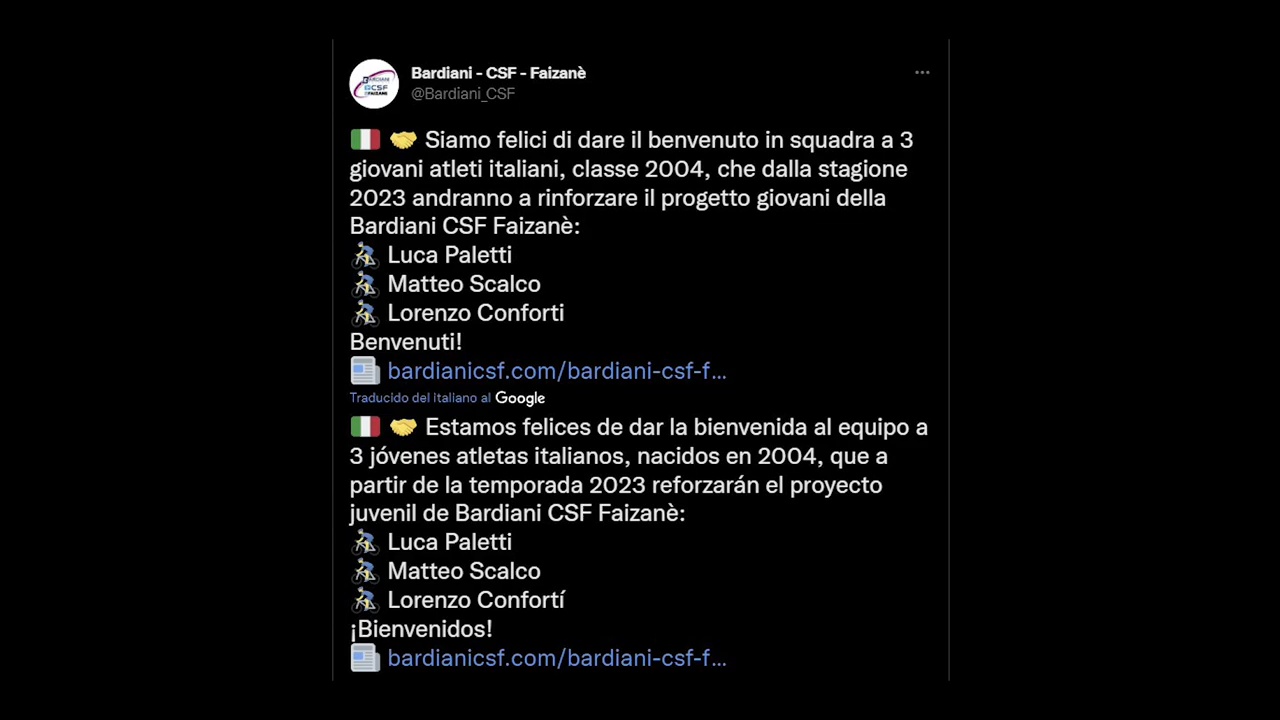 Bardiani - CSF - Faizanè
@Bardiani_CSF
BARDIANI
CSF
FAIZANE
🇮🇹 🤝 Siamo felici di dare il benvenuto in squadra a 3
giovani atleti italiani, classe 2004, che dalla stagione
2023 andranno a rinforzare il progetto giovani della
Bardiani CSF Faizanè:
🚴 Luca Paletti
🚴 Matteo Scalco
🚴 Lorenzo Conforti
Benvenuti!
📰 bardianicsf.com/bardiani-csf-f...
Traducido del italiano al Google
🇮🇹 🤝 Estamos felices de dar la bienvenida al equipo a
3 jóvenes atletas italianos, nacidos en 2004, que a
partir de la temporada 2023 reforzarán el proyecto
juvenil de Bardiani CSF Faizanè:
🚴 Luca Paletti
🚴 Matteo Scalco
🚴 Lorenzo Confortí
¡Bienvenidos!
📰 bardianicsf.com/bardiani-csf-f...